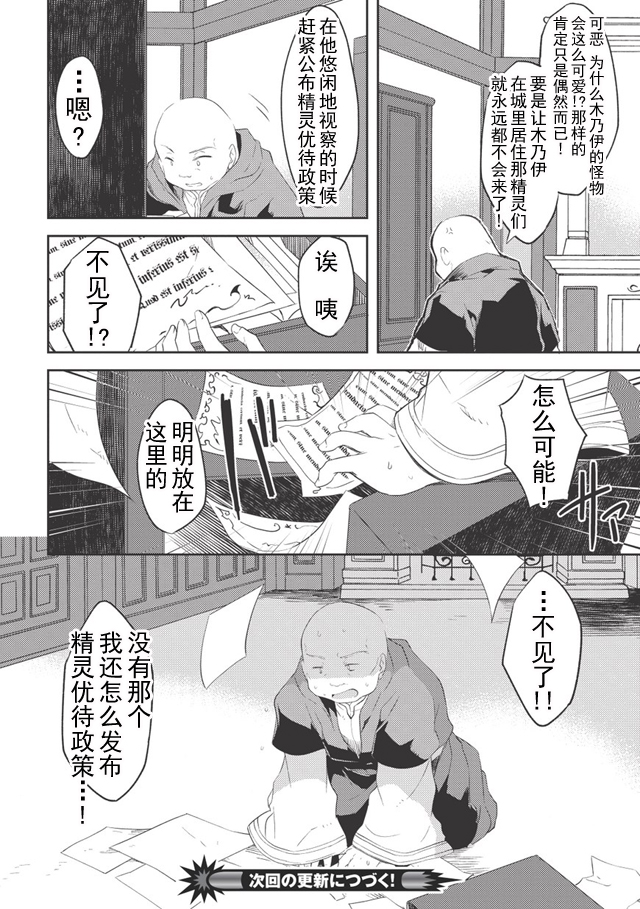 可恶 为什么木乃伊的怪物
会这么可爱!?那样的
肯定只是偶然而已!
要是让木乃伊
在城里居住那精灵们
就永远都不会来了!
在他悠闲地视察的时候
赶紧公布精灵优待政策
…嗯?
诶 咦
不见了!?
怎么可能!
明明放在
这里的
…不见了!!
没有那个
我还怎么发布
精灵优待政策…!
次回の更新につづく!